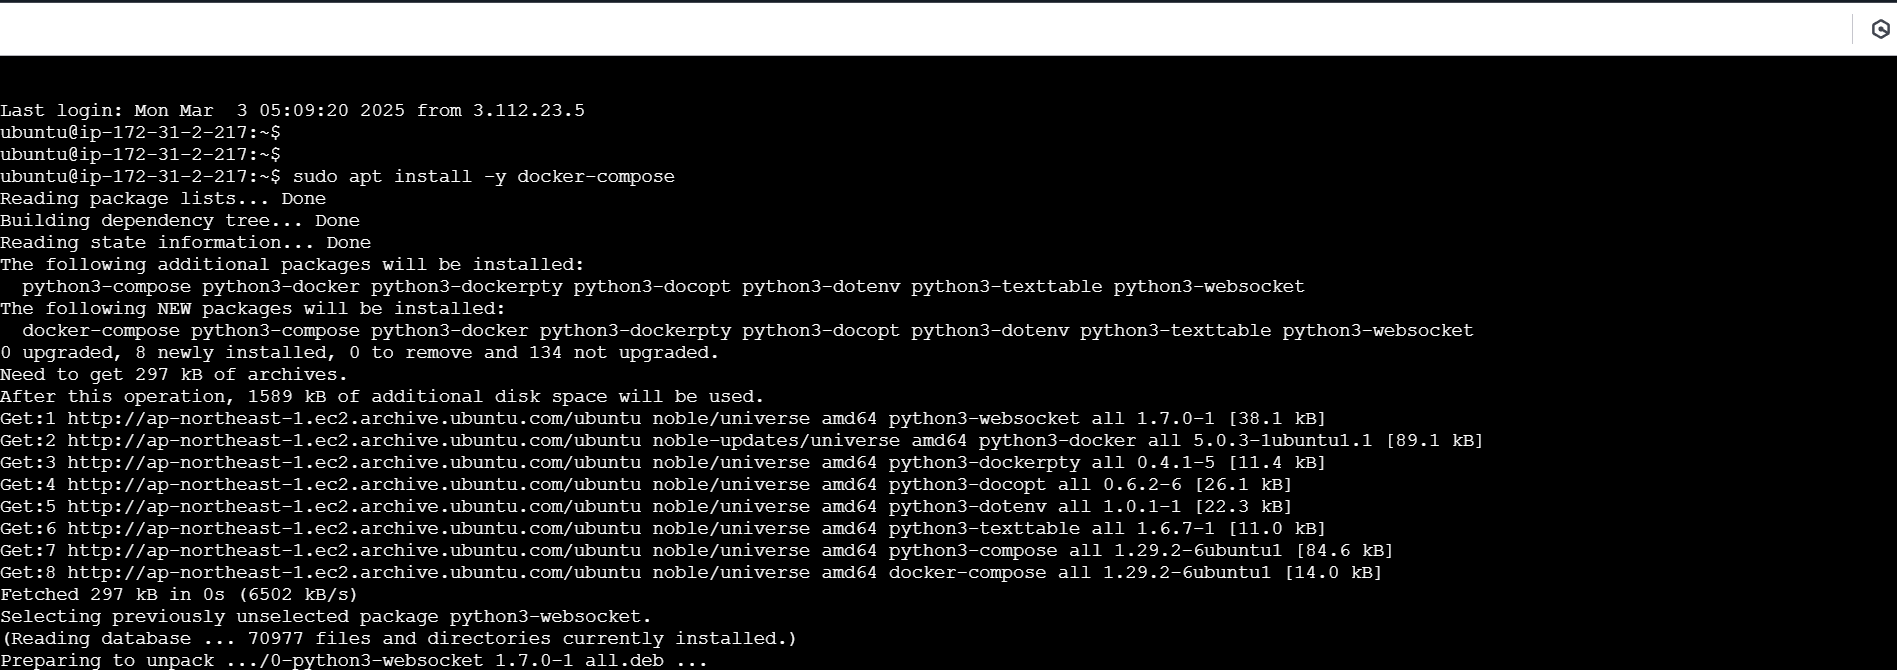 Last login: Mon Mar  3 05:09:20 2025 from 3.112.23.5
ubuntu@ip-172-31-2-217:~$
ubuntu@ip-172-31-2-217:~$
ubuntu@ip-172-31-2-217:~$ sudo apt install -y docker-compose
Reading package lists... Done
Building dependency tree... Done
Reading state information... Done
The following additional packages will be installed:
  python3-compose python3-docker python3-dockerpty python3-docopt python3-dotenv python3-texttable python3-websocket
The following NEW packages will be installed:
  docker-compose python3-compose python3-docker python3-dockerpty python3-docopt python3-dotenv python3-texttable python3-websocket
0 upgraded, 8 newly installed, 0 to remove and 134 not upgraded.
Need to get 297 kB of archives.
After this operation, 1589 kB of additional disk space will be used.
Get:1 http://ap-northeast-1.ec2.archive.ubuntu.com/ubuntu noble/universe amd64 python3-websocket all 1.7.0-1 [38.1 kB]
Get:2 http://ap-northeast-1.ec2.archive.ubuntu.com/ubuntu noble-updates/universe amd64 python3-docker all 5.0.3-1ubuntu1.1 [89.1 kB]
Get:3 http://ap-northeast-1.ec2.archive.ubuntu.com/ubuntu noble/universe amd64 python3-dockerpty all 0.4.1-5 [11.4 kB]
Get:4 http://ap-northeast-1.ec2.archive.ubuntu.com/ubuntu noble/universe amd64 python3-docopt all 0.6.2-6 [26.1 kB]
Get:5 http://ap-northeast-1.ec2.archive.ubuntu.com/ubuntu noble/universe amd64 python3-dotenv all 1.0.1-1 [22.3 kB]
Get:6 http://ap-northeast-1.ec2.archive.ubuntu.com/ubuntu noble/universe amd64 python3-texttable all 1.6.7-1 [11.0 kB]
Get:7 http://ap-northeast-1.ec2.archive.ubuntu.com/ubuntu noble/universe amd64 python3-compose all 1.29.2-6ubuntu1 [84.6 kB]
Get:8 http://ap-northeast-1.ec2.archive.ubuntu.com/ubuntu noble/universe amd64 docker-compose all 1.29.2-6ubuntu1 [14.0 kB]
Fetched 297 kB in 0s (6502 kB/s)
Selecting previously unselected package python3-websocket.
(Reading database ... 70977 files and directories currently installed.)
Preparing to unpack .../0-python3-websocket 1.7.0-1 all.deb ...